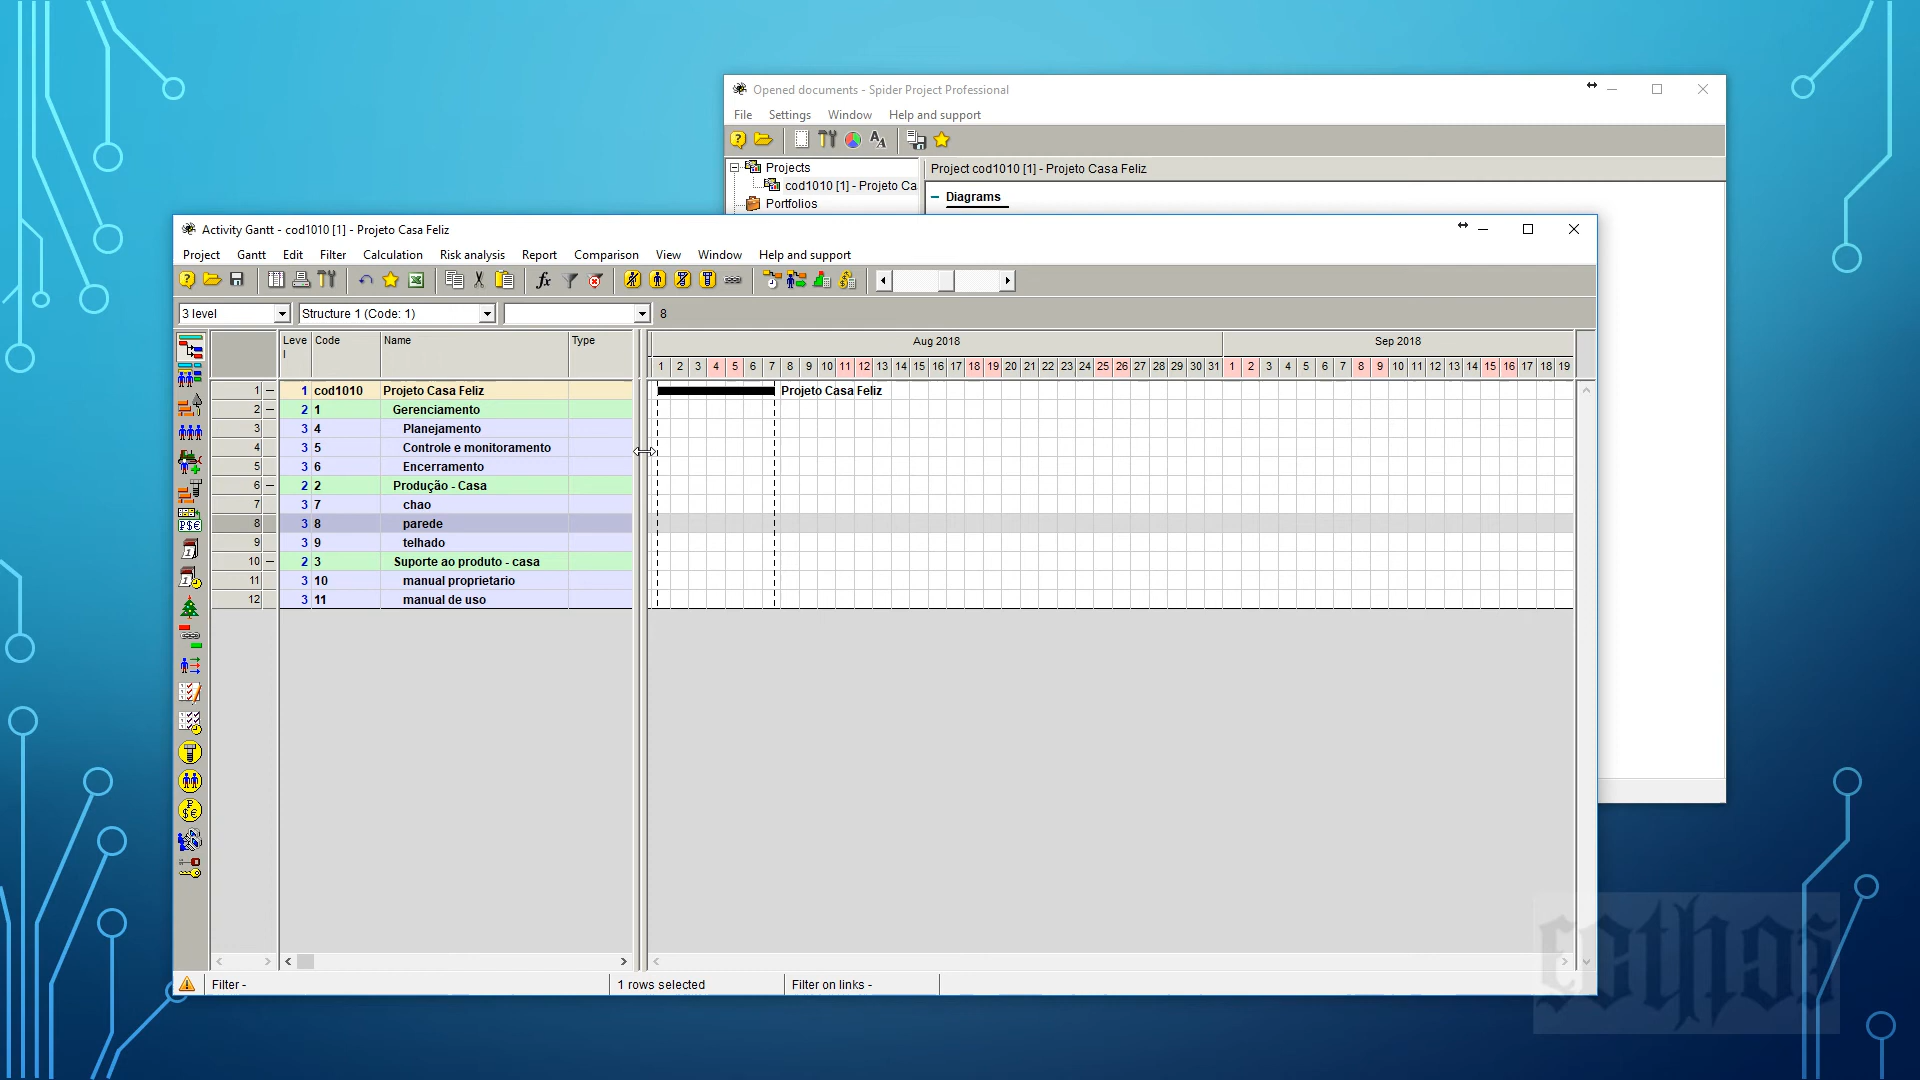 Opened documents - Spider Project Professional
File Settings Window Help and support
Projects
cod1010 [1] - Projeto Ca
Portfolios
Project cod1010 [1] - Projeto Casa Feliz
Diagrams
Activity Gantt - cod1010 [1] - Projeto Casa Feliz
Project Gantt Edit Filter Calculation Risk analysis Report Comparison View Window Help and support
3 level Structure 1 (Code: 1) 8
Level Code Name Type
Aug 2018 Sep 2018
1 2 3 4 5 6 7 8 9 10 11 12 13 14 15 16 17 18 19 20 21 22 23 24 25 26 27 28 29 30 31 1 2 3 4 5 6 7 8 9 10 11 12 13 14 15 16 17 18 19
1 1 cod1010 Projeto Casa Feliz Projeto Casa Feliz
2 2 1 Gerenciamento
3 3 4 Planejamento
4 3 5 Controle e monitoramento
5 3 6 Encerramento
6 2 2 Produção - Casa
7 3 7 chao
8 3 8 parede
9 3 9 telhado
10 2 3 Suporte ao produto - casa
11 3 10 manual proprietario
12 3 11 manual de uso
Filter - 1 rows selected Filter on links -